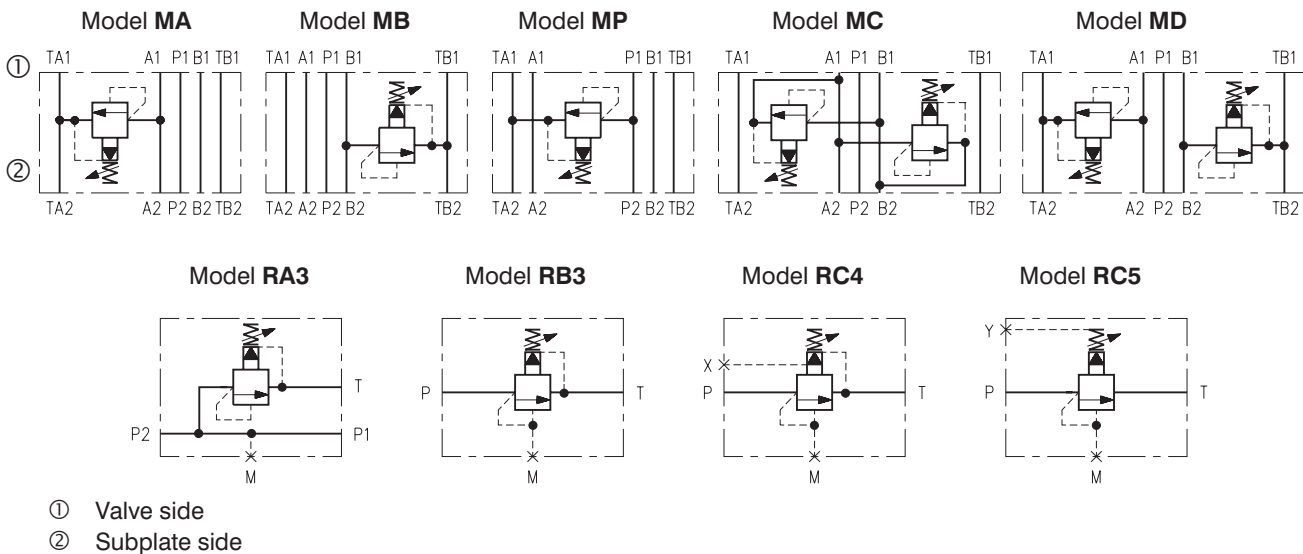 Model MA Model MB Model MP Model MC Model MD
① TA1 A1 P1 B1 TB1 TA1 A1 P1 B1 TB1 TA1 A1 P1 B1 TB1 TA1 A1 P1 B1 TB1 TA1 A1 P1 B1 TB1
② TA2 A2 P2 B2 TB2 TA2 A2 P2 B2 TB2 TA2 A2 P2 B2 TB2 TA2 A2 P2 B2 TB2 TA2 A2 P2 B2 TB2
Model RA3 Model RB3 Model RC4 Model RC5
Y
X
P T P T P T
T
P2 P1
M M M M
① Valve side
② Subplate side